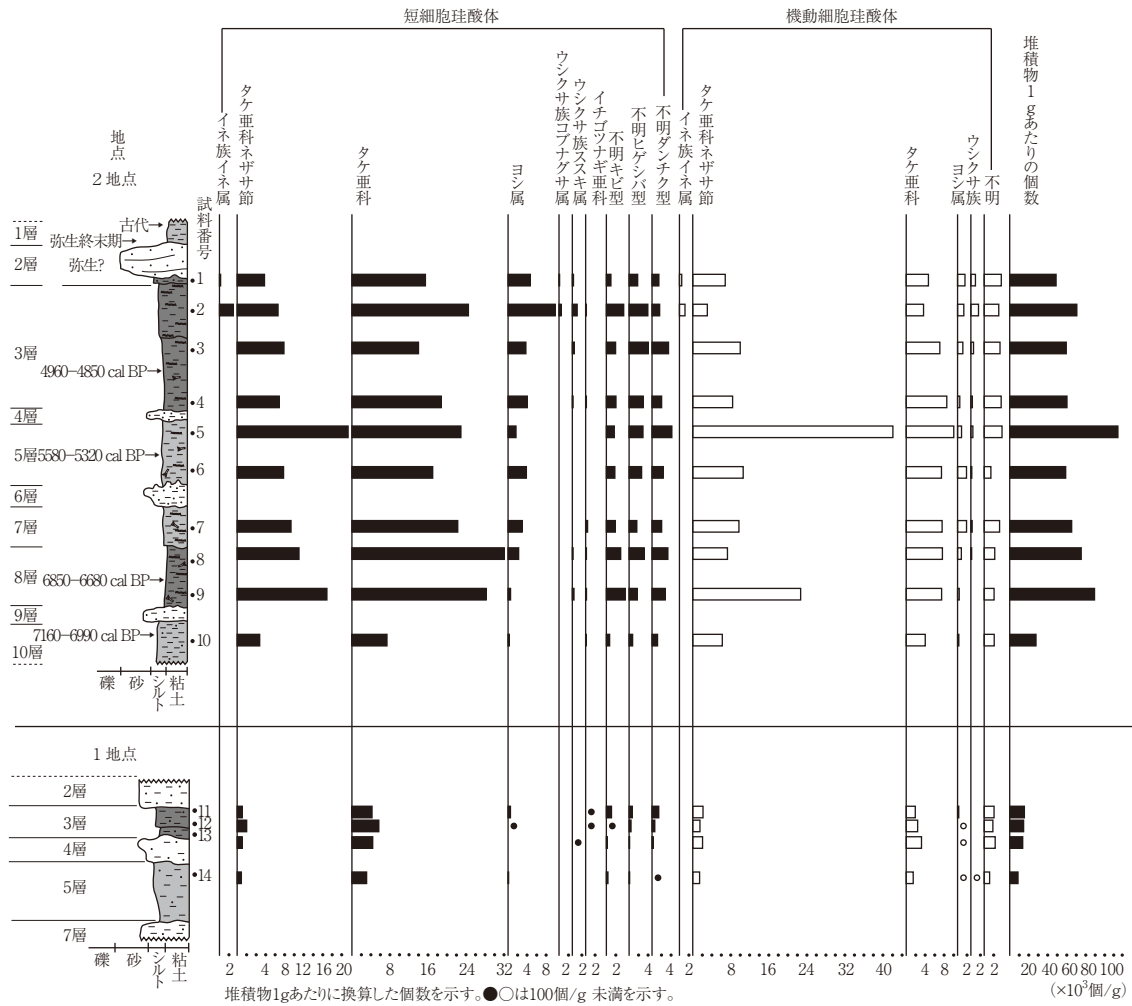 短細胞珪酸体
機動細胞珪酸体
イネ族イネ属
タケ亜科ネザサ節
タケ亜科
ヨシ属
ウシクサ族コブナグサ属
ウシクサ族ススキ属
イチゴツナギ亜科
不明キビ型
不明ヒゲシバ型
不明ダンチク型
イネ族イネ属
タケ亜科ネザサ節
タケ亜科
ヨシ属
ウシクサ族
不明
堆積物1gあたりの個数
地点
2 地点
試料番号
古代
1層
弥生終末期
2層
弥生?
1
2
3層
3
4960-4850 cal BP
4
4層
5
5層
5580-5320 cal BP
6
6層
7層
7
8
8層
6850-6680 cal BP
9
9層
7160-6990 cal BP
10
10層
礫 砂 シルト 粘土
1 地点
2層
11
3層
12
13
4層
14
5層
7層
礫 砂 シルト 粘土
2 4 8 12 16 20 8 16 24 32 4 8 2 2 2 2 4 4 2 8 16 24 32 40 4 8 2 2 2 20 40 60 80 100
(×10³個/g)
堆積物1gあたりに換算した個数を示す。●○は100個/g 未満を示す。